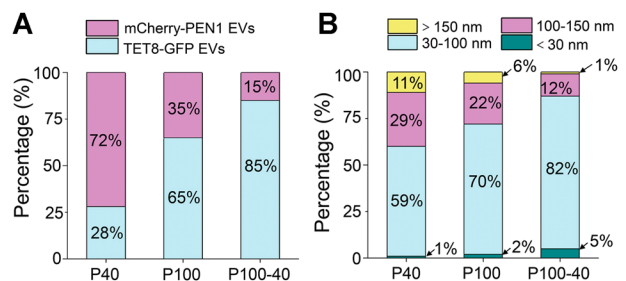 A
mCherry-PEN1 EVs
TET8-GFP EVs
Percentage (%)
100
75
50
25
0
72%
28%
35%
65%
15%
85%
P40
P100
P100-40
B
> 150 nm
100-150 nm
30-100 nm
< 30 nm
Percentage (%)
100
75
50
25
0
11%
29%
59%
1%
6%
22%
70%
2%
1%
12%
82%
5%
P40
P100
P100-40